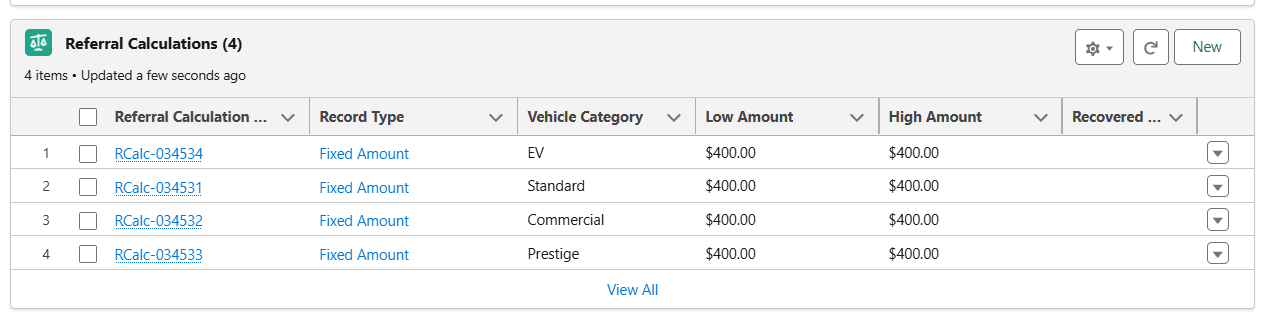 Referral Calculations (4)
New
4 items • Updated a few seconds ago
Referral Calculation ... Record Type Vehicle Category Low Amount High Amount Recovered ...
1 RCalc-034534 Fixed Amount EV $400.00 $400.00
2 RCalc-034531 Fixed Amount Standard $400.00 $400.00
3 RCalc-034532 Fixed Amount Commercial $400.00 $400.00
4 RCalc-034533 Fixed Amount Prestige $400.00 $400.00
View All